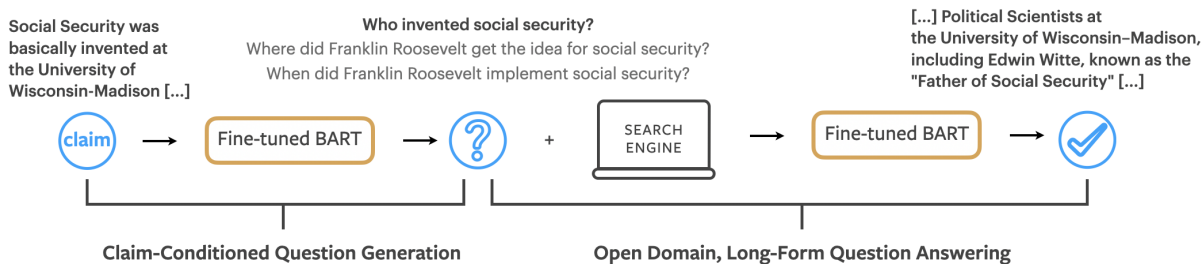 Social Security was
basically invented at
the University of
Wisconsin-Madison [...]
Who invented social security?
Where did Franklin Roosevelt get the idea for social security?
When did Franklin Roosevelt implement social security?
[...] Political Scientists at
the University of Wisconsin–Madison,
including Edwin Witte, known as the
"Father of Social Security" [...]
claim
Fine-tuned BART
?
+
SEARCH
ENGINE
Fine-tuned BART
Claim-Conditioned Question Generation
Open Domain, Long-Form Question Answering